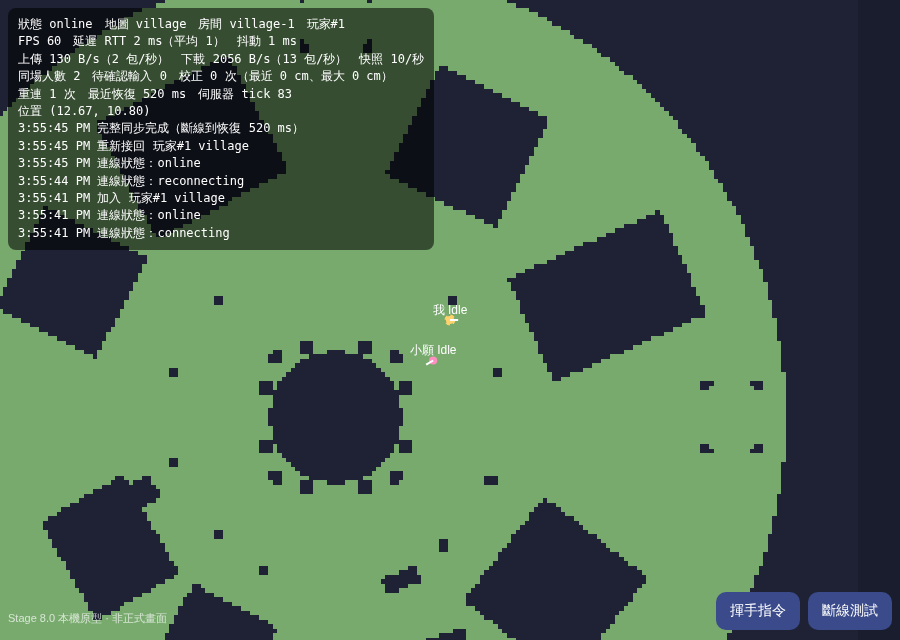 狀態 online 地圖 village 房間 village-1 玩家#1
FPS 60 延遲 RTT 2 ms（平均 1） 抖動 1 ms
上傳 130 B/s（2 包/秒） 下載 2056 B/s（13 包/秒） 快照 10/秒
同場人數 2 待確認輸入 0 校正 0 次（最近 0 cm、最大 0 cm）
重連 1 次 最近恢復 520 ms 伺服器 tick 83
位置 (12.67, 10.80)
3:55:45 PM 完整同步完成（斷線到恢復 520 ms）
3:55:45 PM 重新接回 玩家#1 village
3:55:45 PM 連線狀態：online
3:55:44 PM 連線狀態：reconnecting
3:55:41 PM 加入 玩家#1 village
3:55:41 PM 連線狀態：online
3:55:41 PM 連線狀態：connecting
我 Idle
小願 Idle
Stage 8.0 本機原型 · 非正式畫面
揮手指令
斷線測試